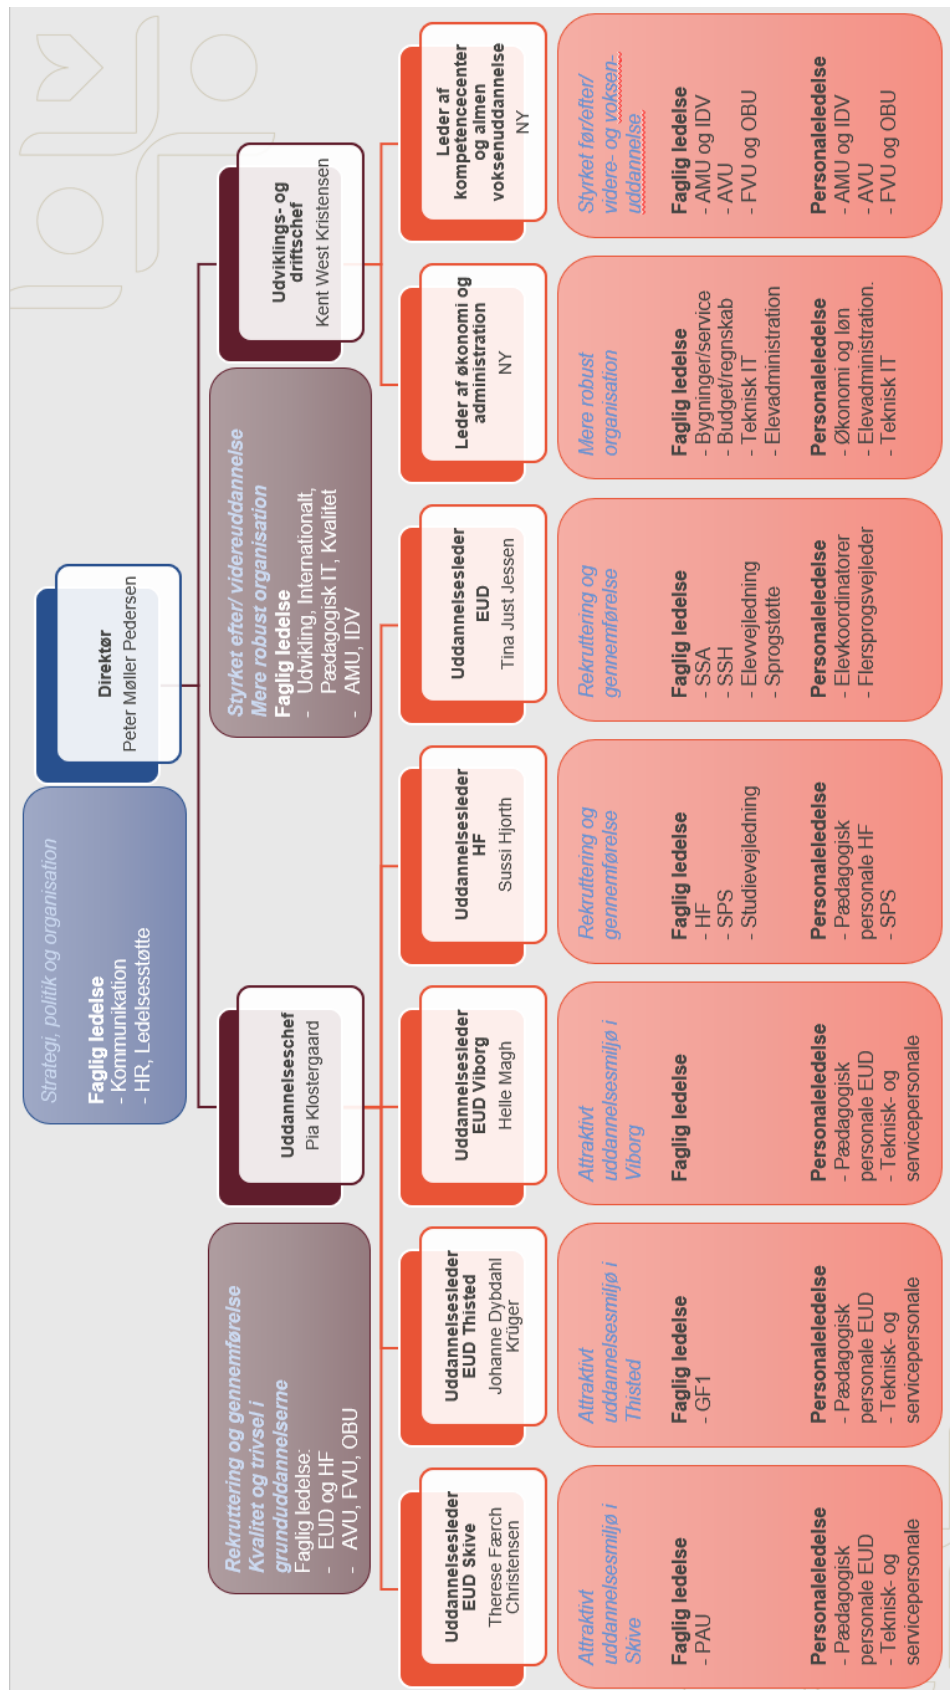 Strategi, politik og organisation
Faglig ledelse
- Kommunikation
- HR, Ledelsesstøtte
Direktør
Peter Møller Pedersen
Rekruttering og gennemførelse
Kvalitet og trivsel i
grunduddannelserne
Faglig ledelse:
- EUD og HF
- AVU, FVU, OBU
Uddannelseschef
Pia Klostergaard
Styrket efter/ videreuddannelse
Mere robust organisation
Faglig ledelse
- Udvikling, Internationalt,
Pædagogisk IT, Kvalitet
- AMU, IDV
Udviklings- og
driftschef
Kent West Kristensen
Uddannelsesleder
EUD Skive
Therese Færch
Christensen
Attraktivt
uddannelsesmiljø i
Skive
Faglig ledelse
- PAU
Personaleledelse
- Pædagogisk
personale EUD
- Teknisk- og
servicepersonale
Uddannelsesleder
EUD Thisted
Johanne Dybdahl
Krüger
Attraktivt
uddannelsesmiljø i
Thisted
Faglig ledelse
- GF1
Personaleledelse
- Pædagogisk
personale EUD
- Teknisk- og
servicepersonale
Uddannelsesleder
EUD Viborg
Helle Magh
Attraktivt
uddannelsesmiljø i
Viborg
Faglig ledelse
Personaleledelse
- Pædagogisk
personale EUD
- Teknisk- og
servicepersonale
Uddannelsesleder
HF
Sussi Hjorth
Rekruttering og
gennemførelse
Faglig ledelse
- HF
- SPS
- Studievejledning
Personaleledelse
- Pædagogisk
personale HF
- SPS
Uddannelsesleder
EUD
Tina Just Jessen
Rekruttering og
gennemførelse
Faglig ledelse
- SSA
- SSH
- Elevvejledning
- Sprogstøtte
Personaleledelse
- Elevkoordinatorer
- Flersprogsvejleder
Leder af økonomi og
administration
NY
Mere robust
organisation
Faglig ledelse
- Bygninger/service
- Budget/regnskab
- Teknisk IT
- Elevadministration
Personaleledelse
- Økonomi og løn
- Elevadministration.
- Teknisk IT
Leder af
kompetencecenter
og almen
voksenuddannelse
NY
Styrket før/efter/
videre- og voksen-
uddannelse
Faglig ledelse
- AMU og IDV
- AVU
- FVU og OBU
Personaleledelse
- AMU og IDV
- AVU
- FVU og OBU